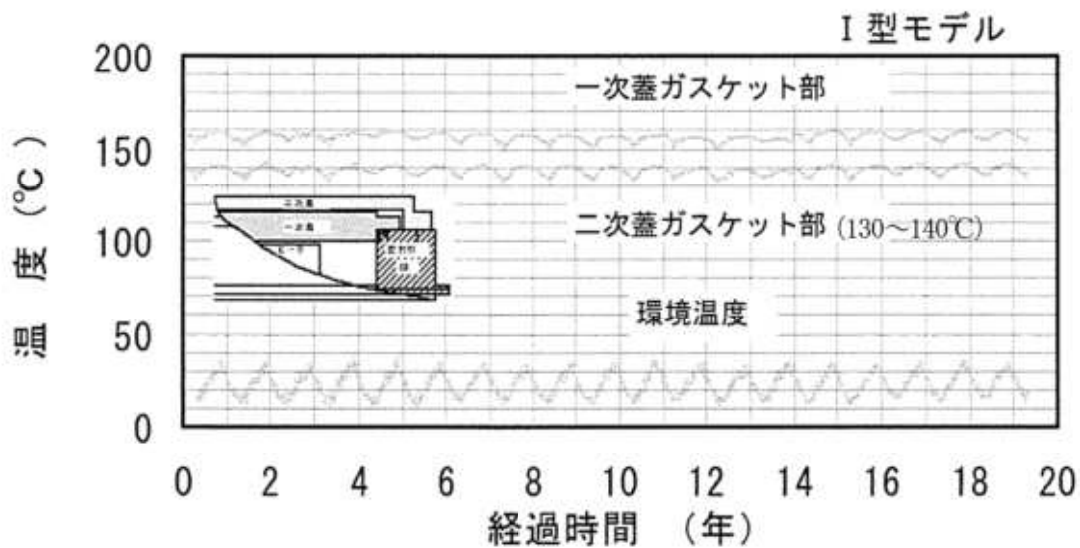 I 型モデル
200
150
100
50
0
温 度 (℃)
一次蓋ガスケット部
二次蓋ガスケット部 (130～140℃)
環境温度
二次蓋
一次蓋
0 2 4 6 8 10 12 14 16 18 20
経過時間 (年)